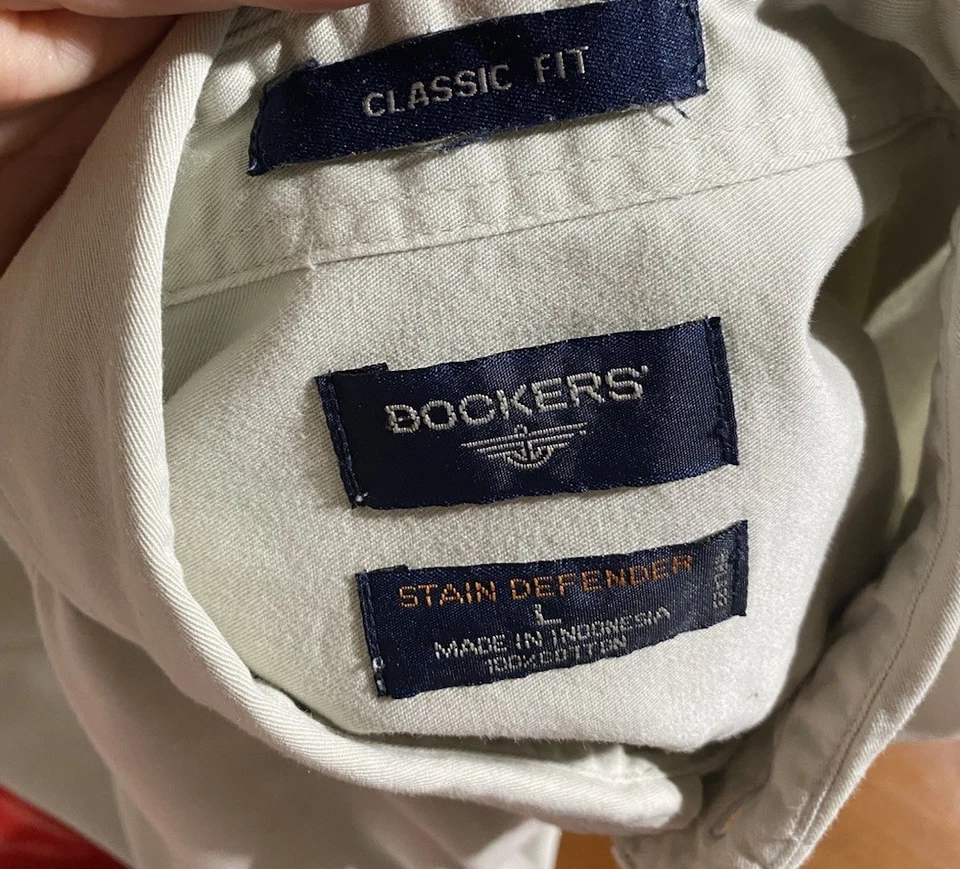 CLASSIC FIT
DOCKERS®
STAIN DEFENDER
L
MADE IN INDONESIA
100% COTTON